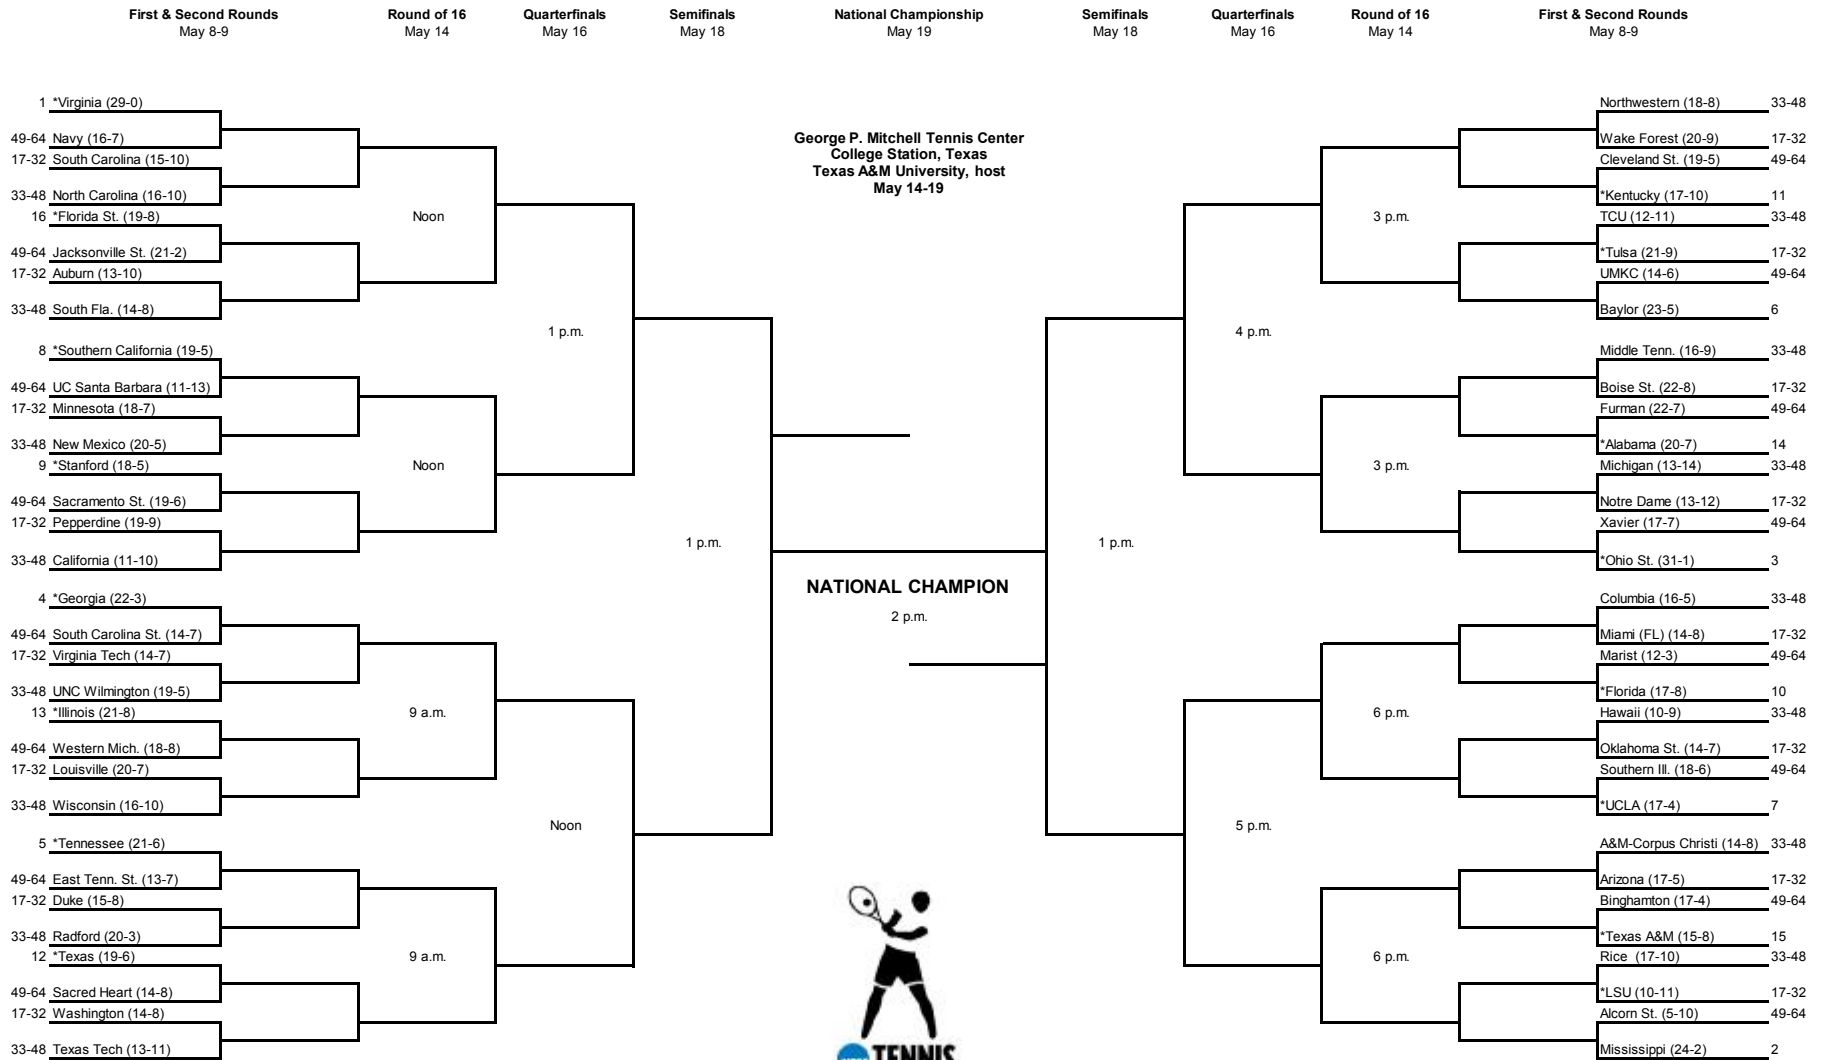 First & Second Rounds
May 8-9
Round of 16
May 14
Quarterfinals
May 16
Semifinals
May 18
National Championship
May 19
Semifinals
May 18
Quarterfinals
May 16
Round of 16
May 14
First & Second Rounds
May 8-9
1 *Virginia (29-0)
49-64 Navy (16-7)
17-32 South Carolina (15-10)
33-48 North Carolina (16-10)
16 *Florida St. (19-8)
49-64 Jacksonville St. (21-2)
17-32 Auburn (13-10)
33-48 South Fla. (14-8)
8 *Southern California (19-5)
49-64 UC Santa Barbara (11-13)
17-32 Minnesota (18-7)
33-48 New Mexico (20-5)
9 *Stanford (18-5)
49-64 Sacramento St. (19-6)
17-32 Pepperdine (19-9)
33-48 California (11-10)
4 *Georgia (22-3)
49-64 South Carolina St. (14-7)
17-32 Virginia Tech (14-7)
33-48 UNC Wilmington (19-5)
13 *Illinois (21-8)
49-64 Western Mich. (18-8)
17-32 Louisville (20-7)
33-48 Wisconsin (16-10)
5 *Tennessee (21-6)
49-64 East Tenn. St. (13-7)
17-32 Duke (15-8)
33-48 Radford (20-3)
12 *Texas (19-6)
49-64 Sacred Heart (14-8)
17-32 Washington (14-8)
33-48 Texas Tech (13-11)
Noon
Noon
9 a.m.
9 a.m.
1 p.m.
Noon
1 p.m.
George P. Mitchell Tennis Center
College Station, Texas
Texas A&M University, host
May 14-19
NATIONAL CHAMPION
2 p.m.
TENNIS
1 p.m.
4 p.m.
5 p.m.
3 p.m.
3 p.m.
6 p.m.
6 p.m.
Northwestern (18-8) 33-48
Wake Forest (20-9) 17-32
Cleveland St. (19-5) 49-64
*Kentucky (17-10) 11
TCU (12-11) 33-48
*Tulsa (21-9) 17-32
UMKC (14-6) 49-64
Baylor (23-5) 6
Middle Tenn. (16-9) 33-48
Boise St. (22-8) 17-32
Furman (22-7) 49-64
*Alabama (20-7) 14
Michigan (13-14) 33-48
Notre Dame (13-12) 17-32
Xavier (17-7) 49-64
*Ohio St. (31-1) 3
Columbia (16-5) 33-48
Miami (FL) (14-8) 17-32
Marist (12-3) 49-64
*Florida (17-8) 10
Hawaii (10-9) 33-48
Oklahoma St. (14-7) 17-32
Southern Ill. (18-6) 49-64
*UCLA (17-4) 7
A&M-Corpus Christi (14-8) 33-48
Arizona (17-5) 17-32
Binghamton (17-4) 49-64
*Texas A&M (15-8) 15
Rice (17-10) 33-48
*LSU (10-11) 17-32
Alcorn St. (5-10) 49-64
Mississippi (24-2) 2